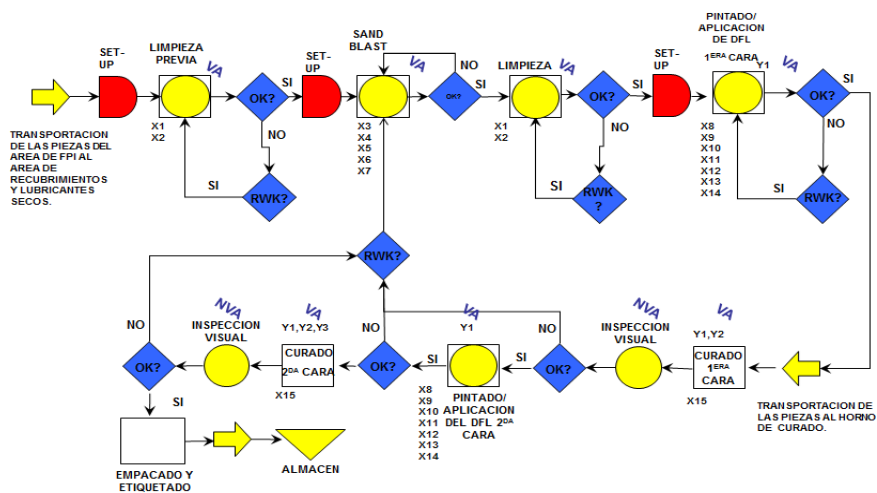 SET-
UP
LIMPIEZA
PREVIA
VA
OK?
SI
NO
RWK?
SI
X1
X2
TRANSPORTACION
DE LAS PIEZAS DEL
AREA DE FPI AL
AREA DE
RECUBRIMIENTOS
Y LUBRICANTES
SECOS.
SET-
UP
SAND
BLAST
VA
NO
OK?
SI
X3
X4
X5
X6
X7
LIMPIEZA
VA
OK?
SI
NO
RWK
?
SI
X1
X2
SET-
UP
PINTADO/
APLICACION
DE DFL
1ERA CARA
Y1
VA
OK?
SI
NO
RWK?
SI
X8
X9
X10
X11
X12
X13
X14
TRANSPORTACION DE
LAS PIEZAS AL HORNO
DE CURADO.
VA
Y1,Y2
CURADO
1ERA
CARA
X15
NVA
INSPECCION
VISUAL
OK?
NO
SI
VA
Y1
PINTADO/
APLICACION
DEL DFL 2DA
CARA
X8
X9
X10
X11
X12
X13
X14
SI
OK?
NO
RWK?
VA
Y1,Y2,Y3
CURADO
2DA CARA
X15
NVA
INSPECCION
VISUAL
OK?
NO
SI
EMPACADO Y
ETIQUETADO
ALMACEN